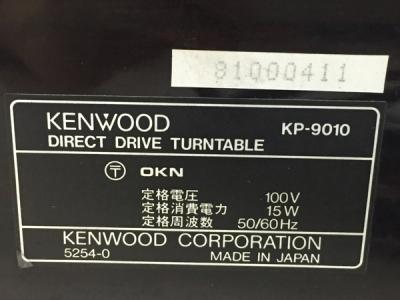 81000411
KENWOOD KP-9010
DIRECT DRIVE TURNTABLE
〒 OKN
定格電圧 100V
定格消費電力 15W
定格周波数 50/60Hz
KENWOOD CORPORATION
5254-0 MADE IN JAPAN